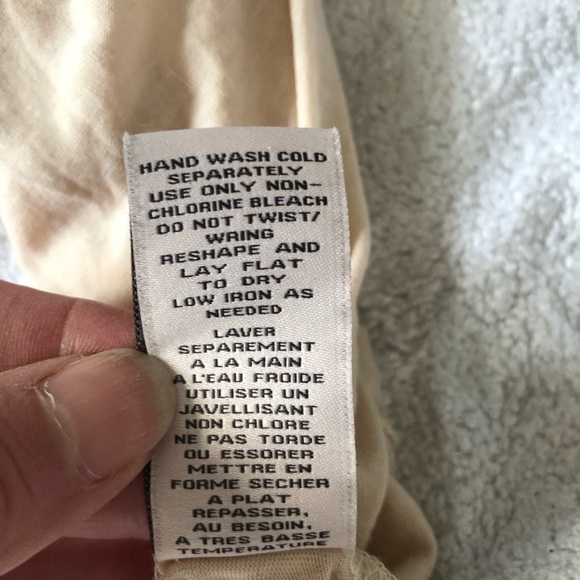 HAND WASH COLD
SEPARATELY
USE ONLY NON-
CHLORINE BLEACH
DO NOT TWIST/
WRING
RESHAPE AND
LAY FLAT
TO DRY
LOW IRON AS
NEEDED
LAVER
SEPAREMENT
A LA MAIN
A L'EAU FROIDE
UTILISER UN
JAVELLISANT
NON CHLORE
NE PAS TORDE
OU ESSORER
METTRE EN
FORME SECHER
A PLAT
REPASSER,
AU BESOIN,
A TRES BASSE
TEMPERATURE